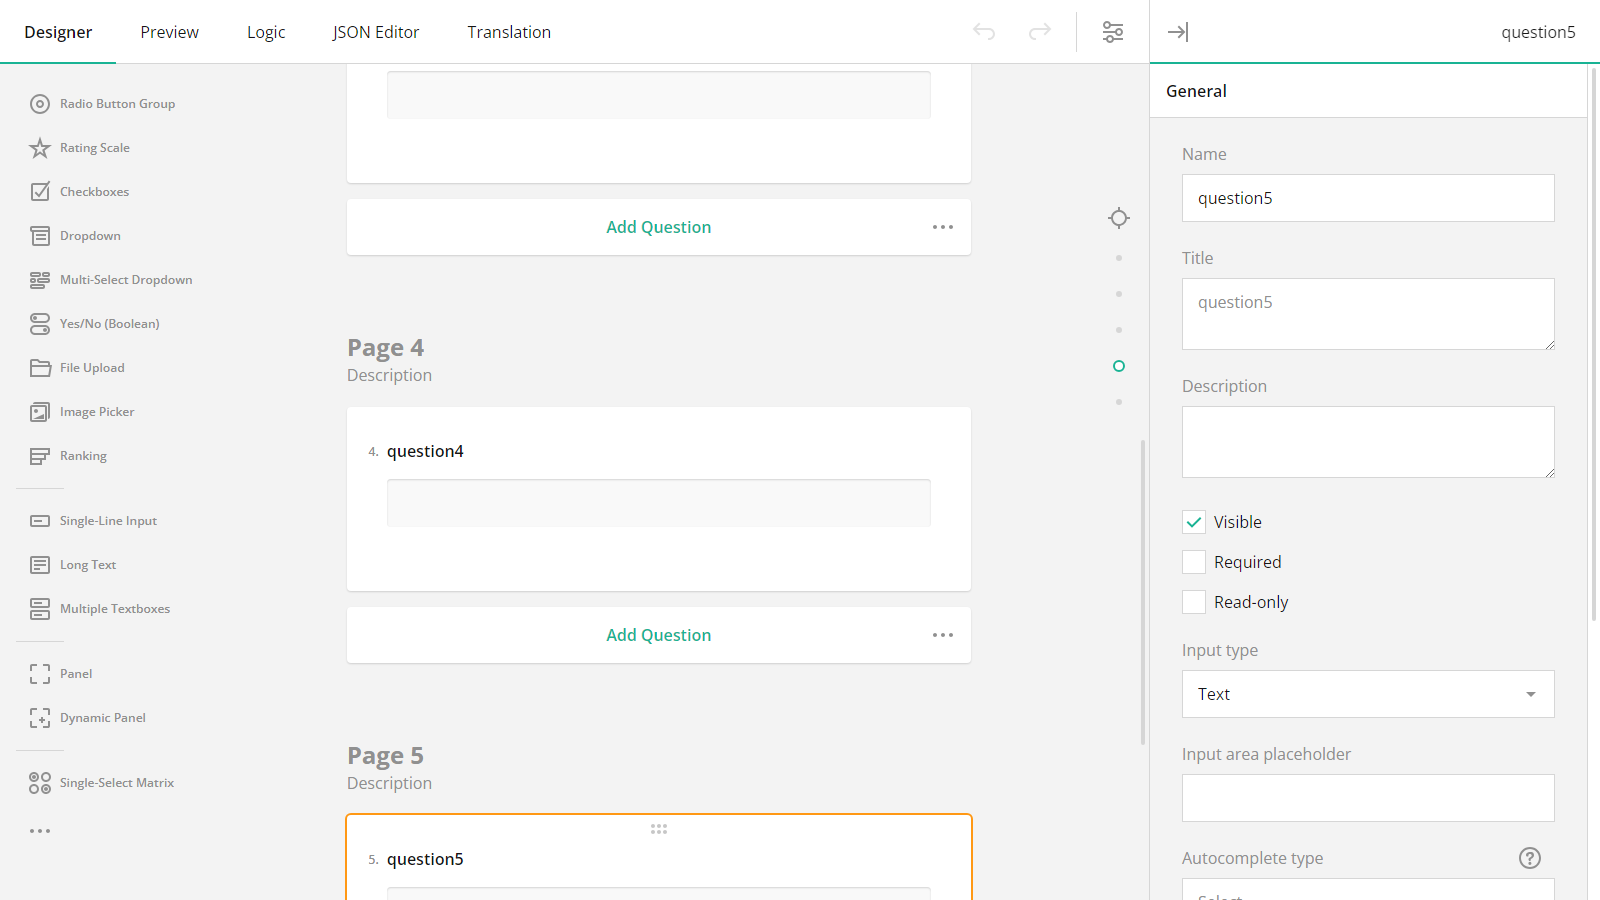 Designer
Preview
Logic
JSON Editor
Translation
question5
Radio Button Group
Rating Scale
Checkboxes
Dropdown
Multi-Select Dropdown
Yes/No (Boolean)
File Upload
Image Picker
Ranking
Single-Line Input
Long Text
Multiple Textboxes
Panel
Dynamic Panel
Single-Select Matrix
Add Question
Page 4
Description
4. question4
Add Question
Page 5
Description
5. question5
General
Name
question5
Title
question5
Description
Visible
Required
Read-only
Input type
Text
Input area placeholder
Autocomplete type